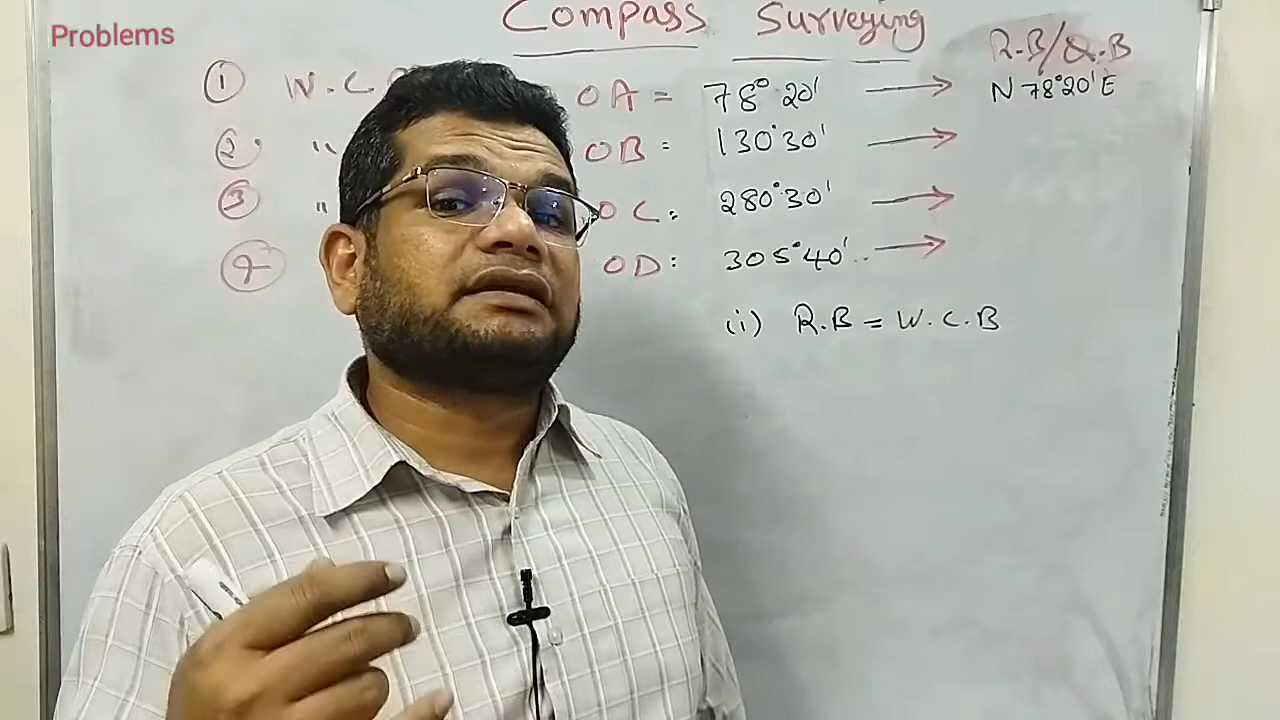 Problems
Compass Surveying
R.B/Q.B
① W.C. OA = 78° 20' → N 78°20' E
② " OB = 130°30' →
③ " OC = 280°30' →
④ OD = 305°40' →
(i) R.B = W.C.B